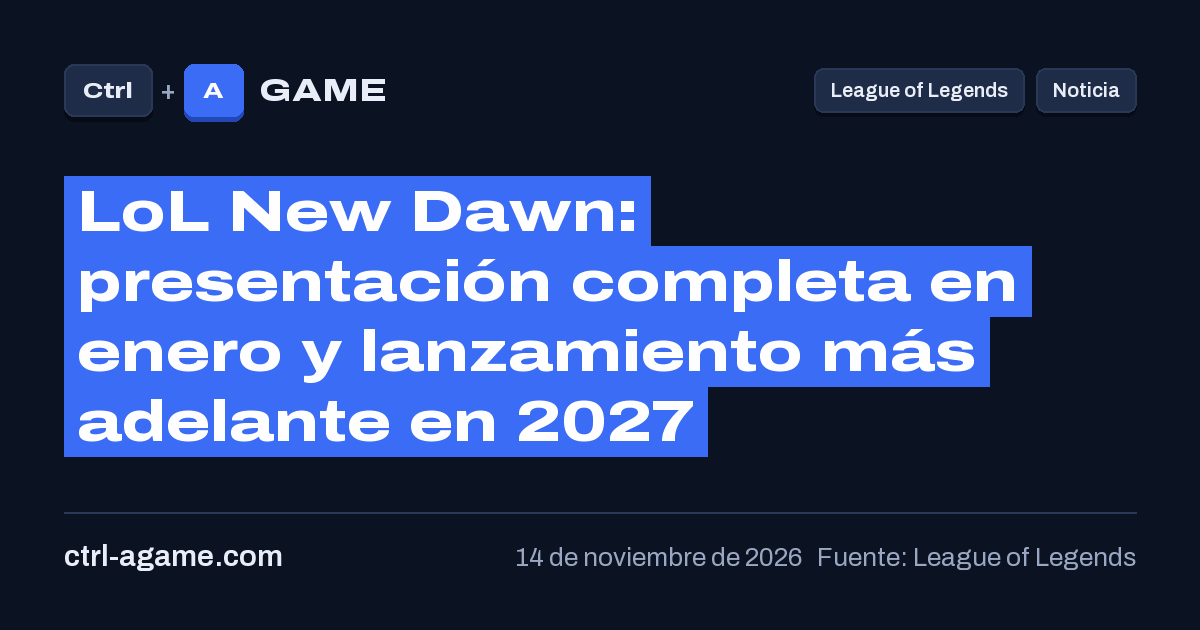 Ctrl + A GAME
League of Legends Noticia
LoL New Dawn:
presentación completa en
enero y lanzamiento más
adelante en 2027
ctrl-agame.com
14 de noviembre de 2026 Fuente: League of Legends